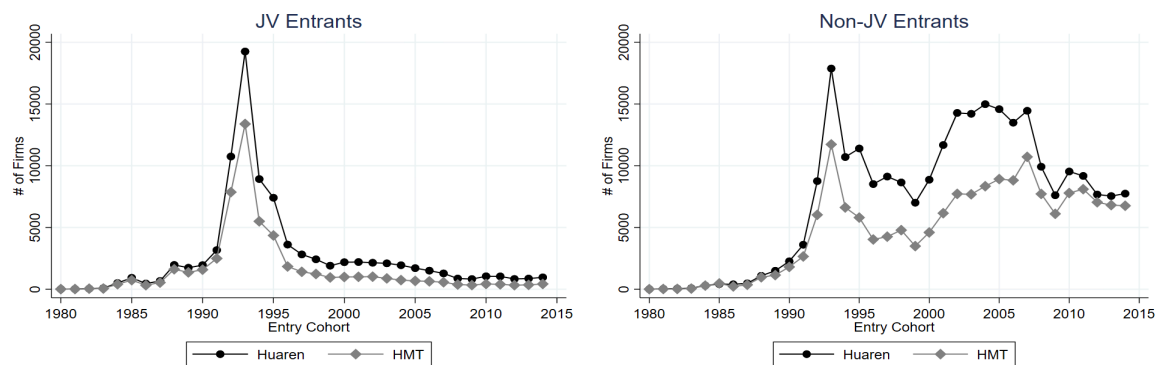 JV Entrants
20000
15000
10000
5000
0
# of Firms
1980 1985 1990 1995 2000 2005 2010 2015
Entry Cohort
Huaren HMT
Non-JV Entrants
20000
15000
10000
5000
0
# of Firms
1980 1985 1990 1995 2000 2005 2010 2015
Entry Cohort
Huaren HMT